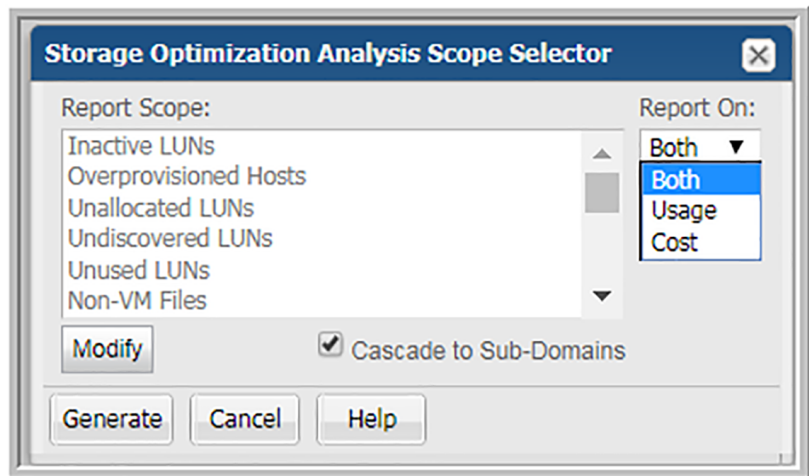 Storage Optimization Analysis Scope Selector
Report Scope:
Report On:
Inactive LUNs
Overprovisioned Hosts
Unallocated LUNs
Undiscovered LUNs
Unused LUNs
Non-VM Files
Both
Both
Usage
Cost
Modify
Cascade to Sub-Domains
Generate
Cancel
Help